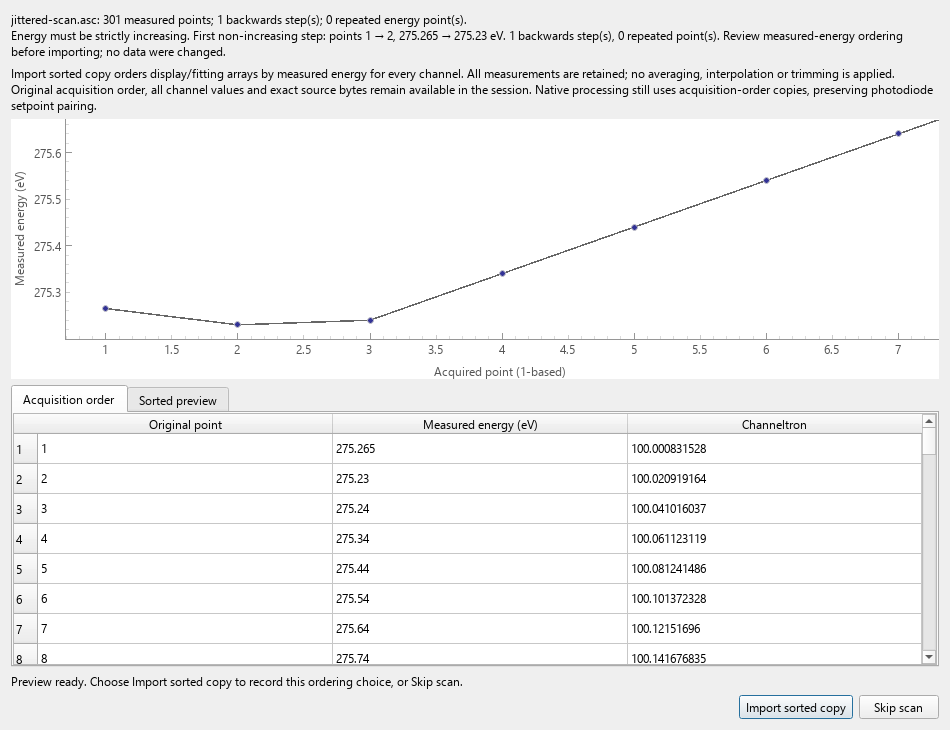 jittered-scan.asc: 301 measured points; 1 backwards step(s); 0 repeated energy point(s).
Energy must be strictly increasing. First non-increasing step: points 1 → 2, 275.265 → 275.23 eV. 1 backwards step(s), 0 repeated point(s). Review measured-energy ordering
before importing; no data were changed.
Import sorted copy orders display/fitting arrays by measured energy for every channel. All measurements are retained; no averaging, interpolation or trimming is applied.
Original acquisition order, all channel values and exact source bytes remain available in the session. Native processing still uses acquisition-order copies, preserving photodiode
setpoint pairing.
Measured energy (eV)
275.6
275.5
275.4
275.3
1 1.5 2 2.5 3 3.5 4 4.5 5 5.5 6 6.5 7
Acquired point (1-based)
Acquisition order Sorted preview
Original point Measured energy (eV) Channeltron
1 1 275.265 100.000831528
2 2 275.23 100.020919164
3 3 275.24 100.041016037
4 4 275.34 100.061123119
5 5 275.44 100.081241486
6 6 275.54 100.101372328
7 7 275.64 100.12151696
8 8 275.74 100.141676835
Preview ready. Choose Import sorted copy to record this ordering choice, or Skip scan.
Import sorted copy Skip scan